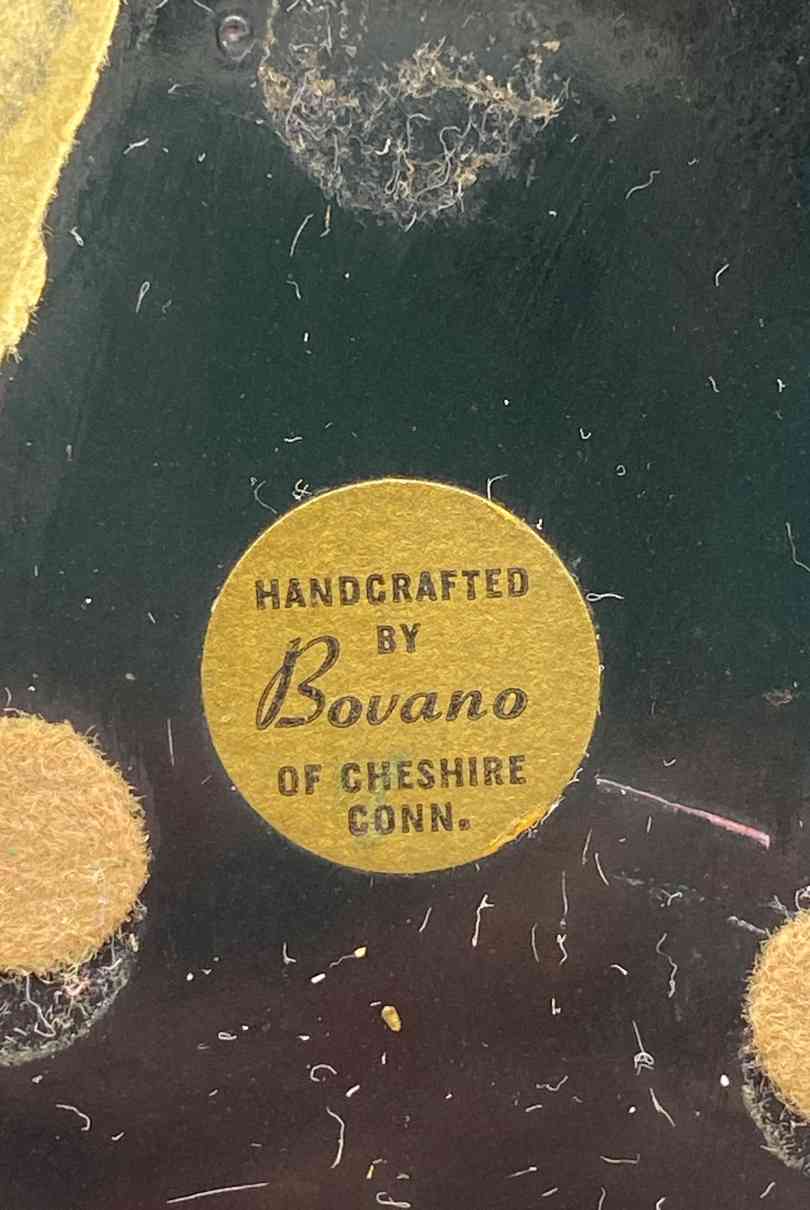 HANDCRAFTED
BY
Bovano
OF CHESHIRE
CONN.